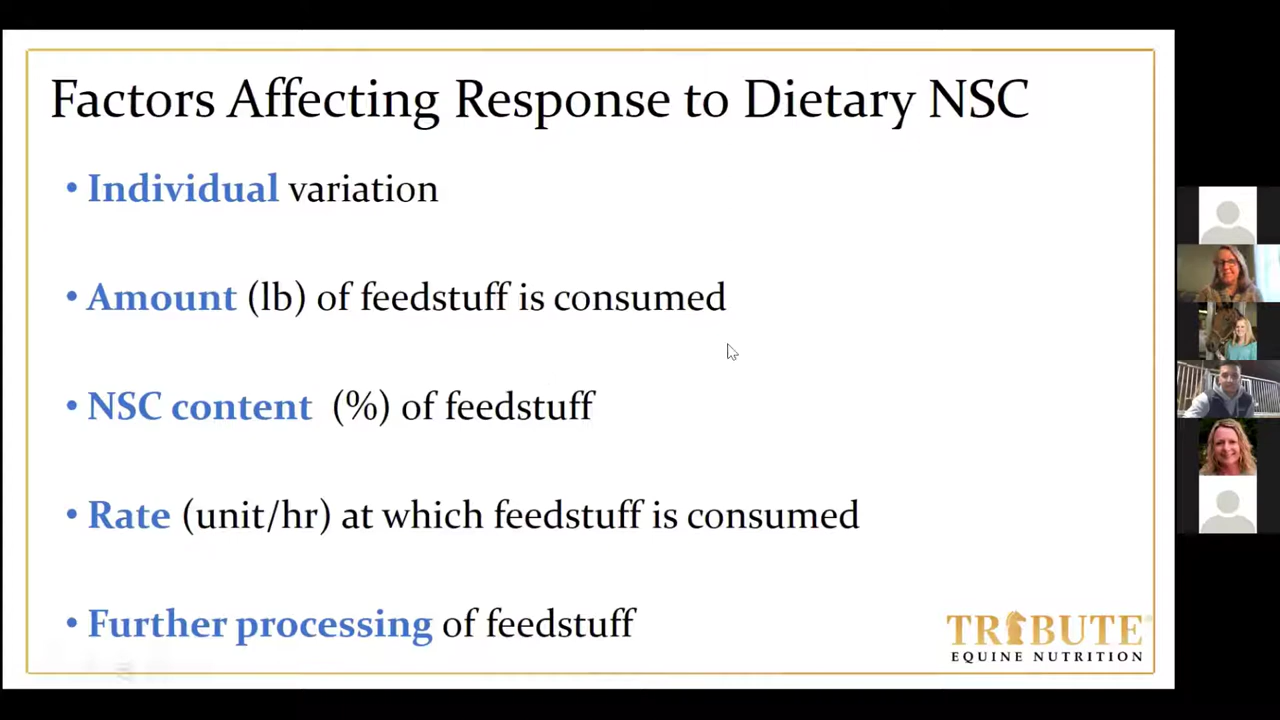 Factors Affecting Response to Dietary NSC
• Individual variation
• Amount (lb) of feedstuff is consumed
• NSC content (%) of feedstuff
• Rate (unit/hr) at which feedstuff is consumed
• Further processing of feedstuff
TRIBUTE®
EQUINE NUTRITION